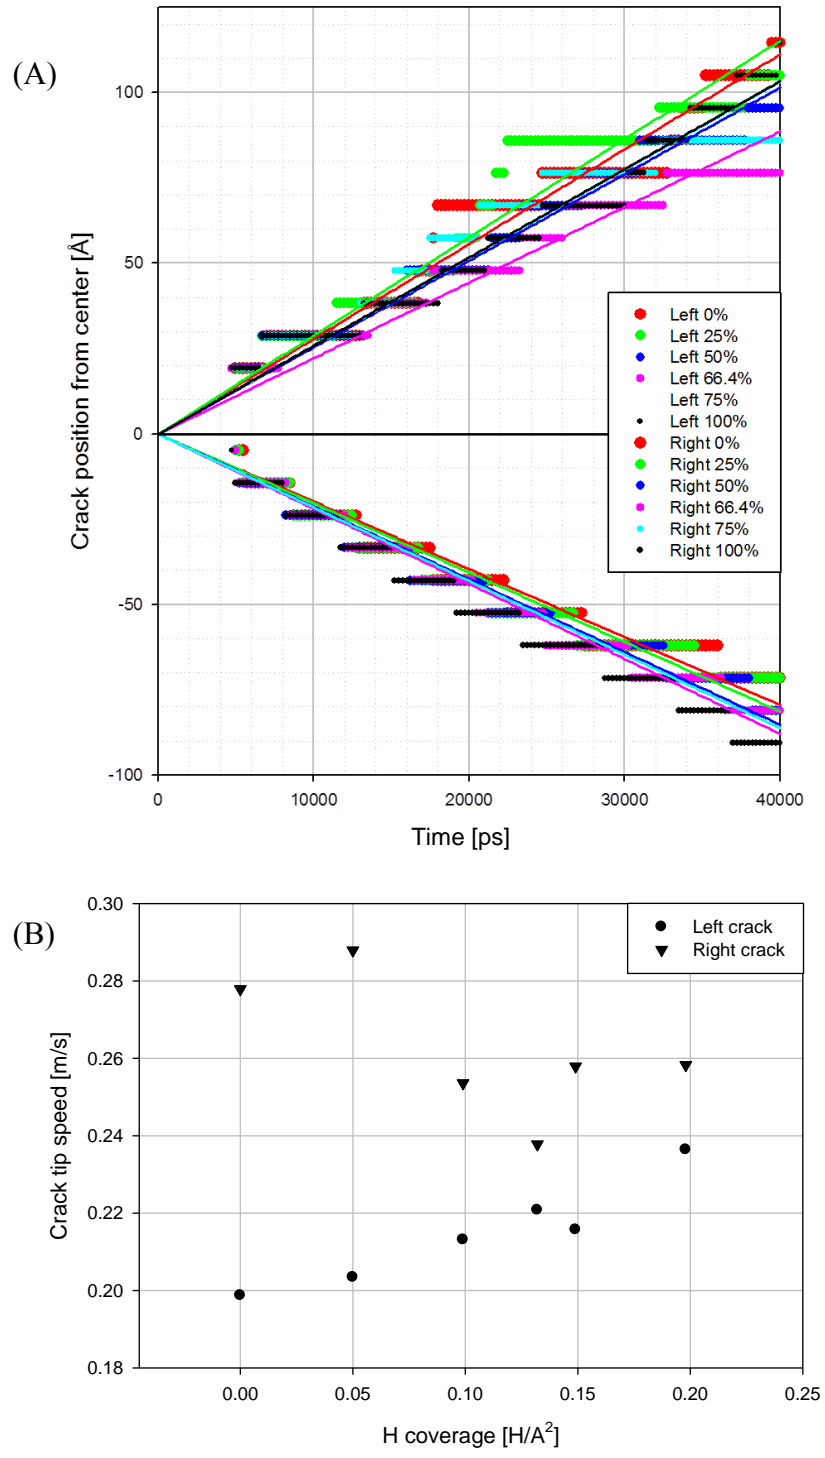 (A)
100
50
0
-50
-100
Crack position from center [Å]
Left 0%
Left 25%
Left 50%
Left 66.4%
Left 75%
Left 100%
Right 0%
Right 25%
Right 50%
Right 66.4%
Right 75%
Right 100%
0 10000 20000 30000 40000
Time [ps]
(B)
0.30
0.28
0.26
0.24
0.22
0.20
0.18
Crack tip speed [m/s]
Left crack
Right crack
0.00 0.05 0.10 0.15 0.20 0.25
H coverage [H/A²]